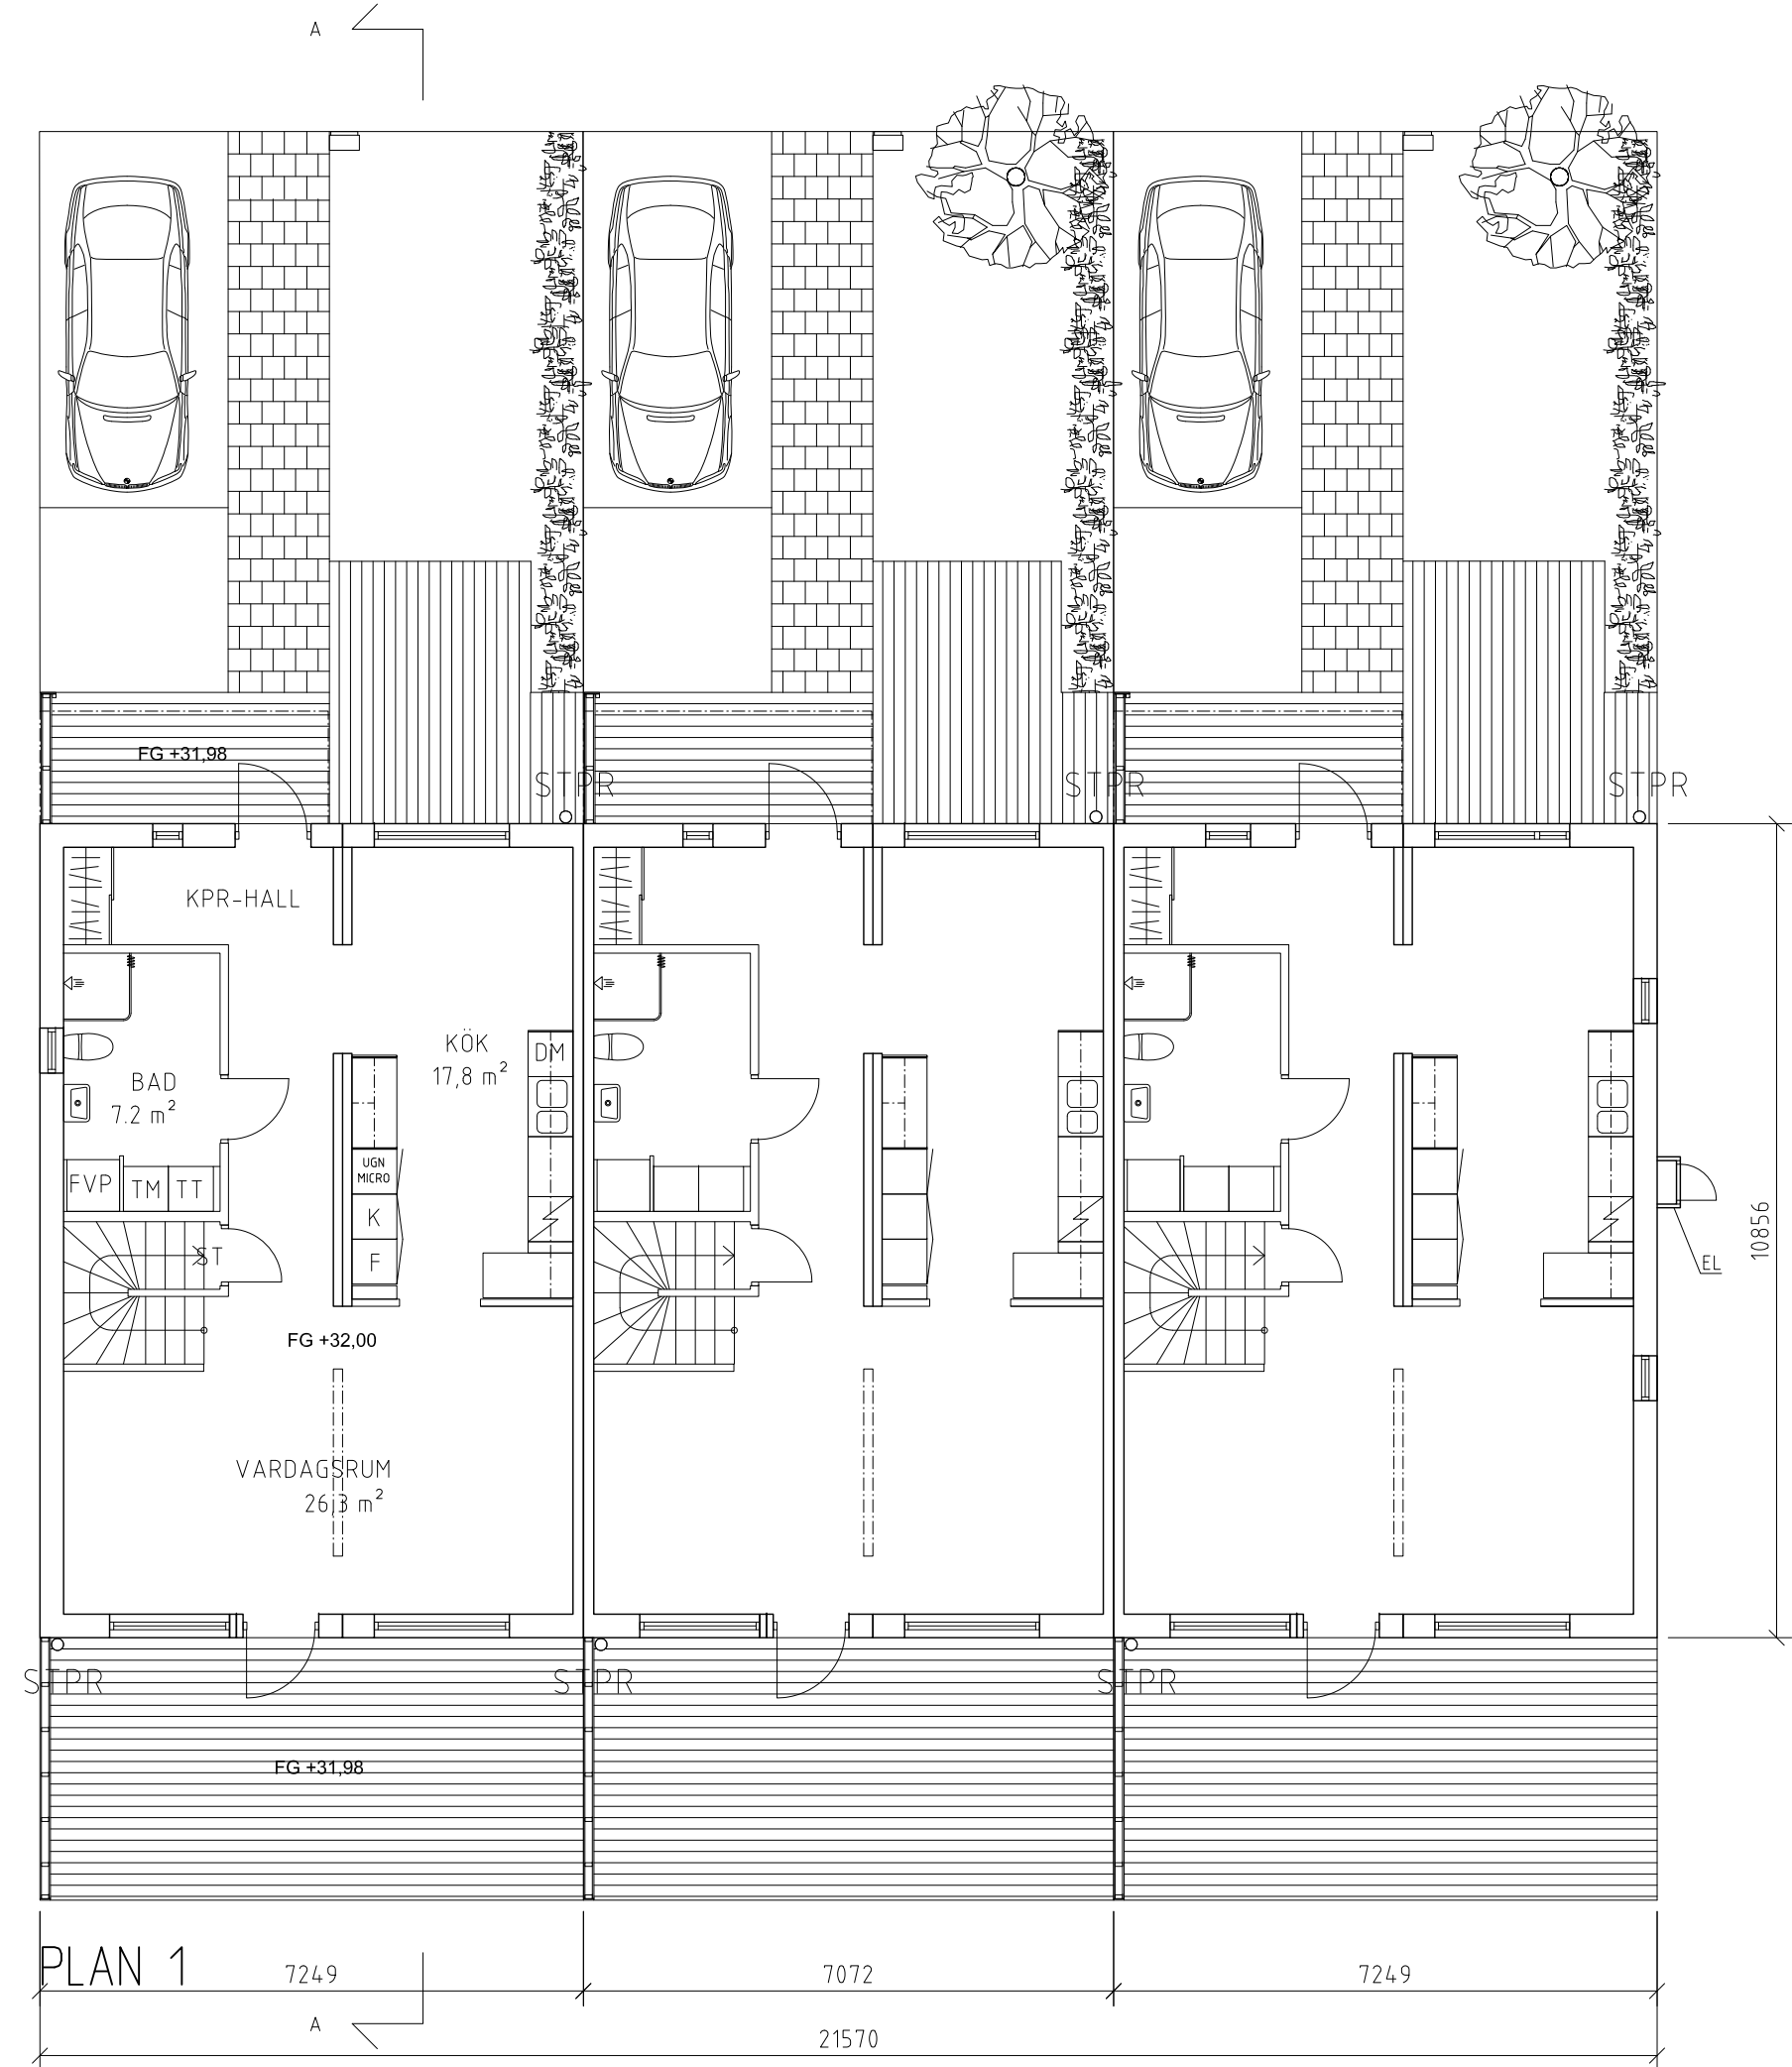 A
FG +31,98
STPR
STPR
STPR
KPR-HALL
KÖK
17,8 m²
DM
BAD
7.2 m²
UGN
MICRO
FVP
TM
TT
K
ST
F
EL
10856
FG +32,00
VARDAGSRUM
26,3 m²
STPR
STPR
STPR
FG +31,98
PLAN 1
7249
7072
7249
A
21570